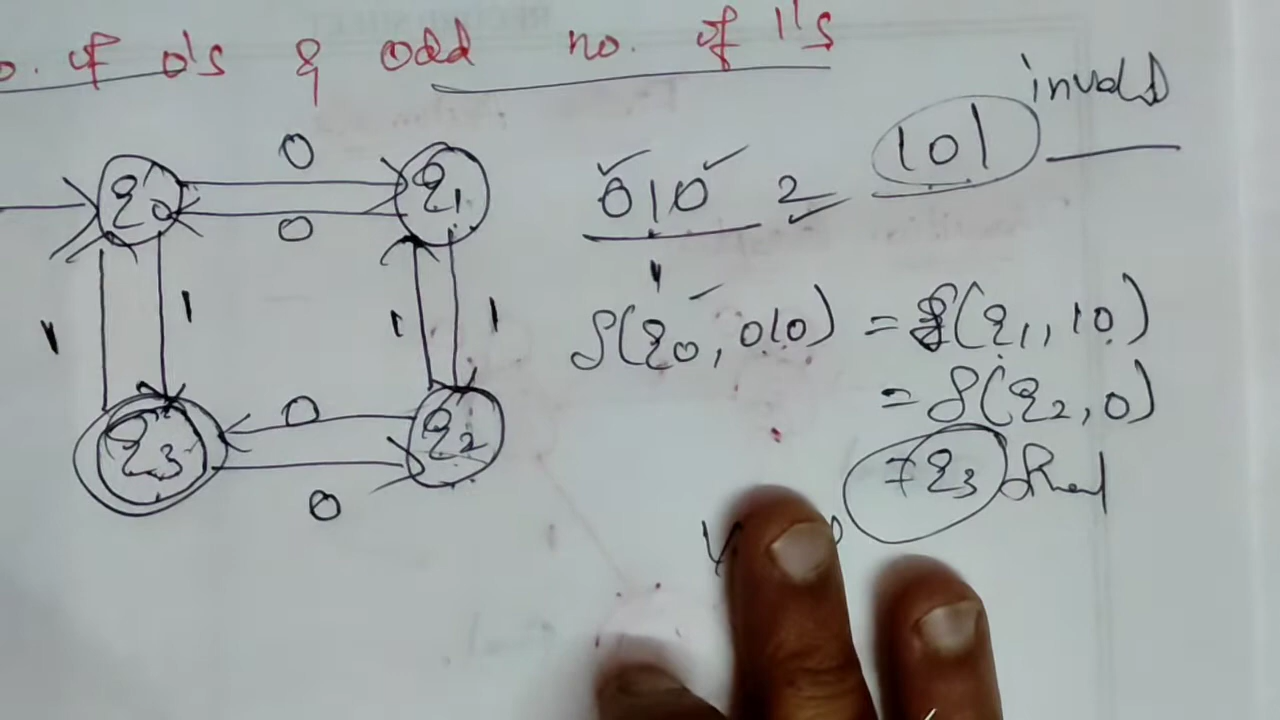 o. of 0's & odd no. of 1's
invalid
0
q0 q1
0
010 2 101
1 1 1 1
δ(q0, 010) = δ(q1, 10)
= δ(q2, 0)
0
q3 q2
= q3 final
0